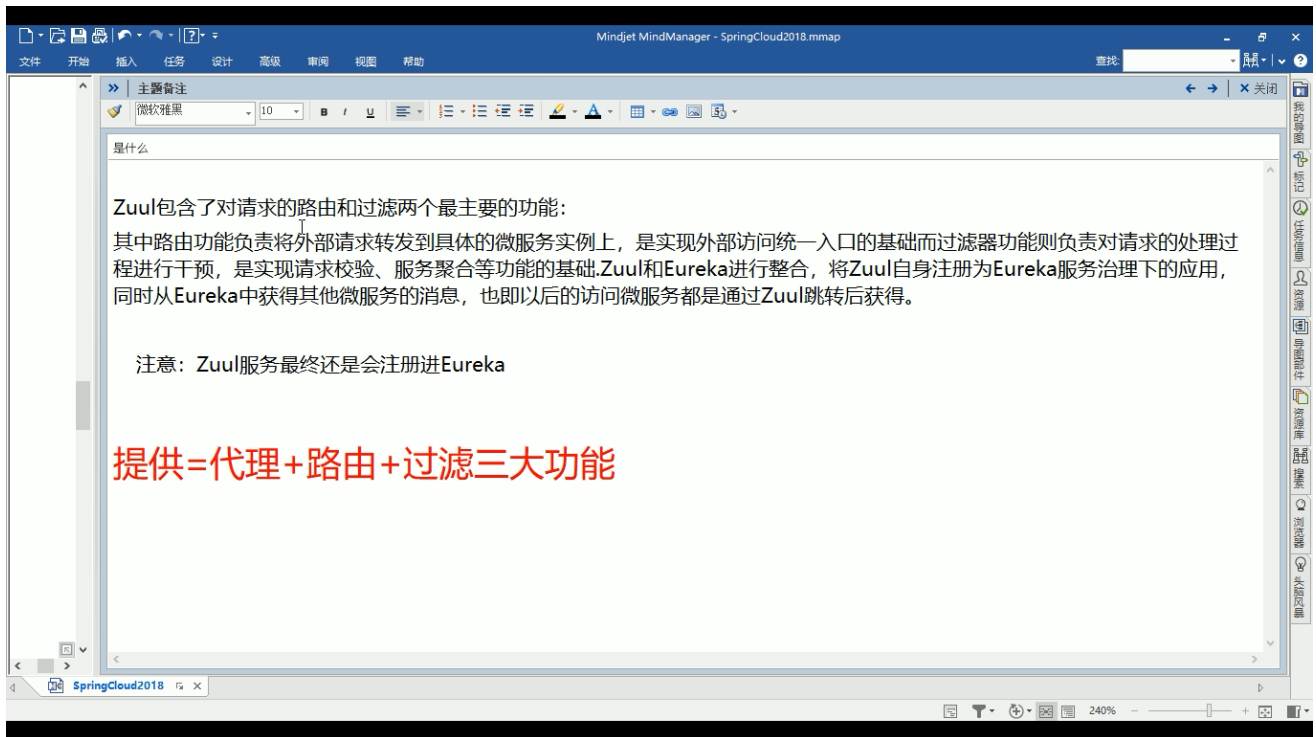 Mindjet MindManager - SpringCloud2018.mmap
文件 开始 插入 任务 设计 高级 审阅 视图 帮助 查找:
主题备注 关闭
微软雅黑 10 B I U
是什么
Zuul包含了对请求的路由和过滤两个最主要的功能：
其中路由功能负责将外部请求转发到具体的微服务实例上，是实现外部访问统一入口的基础而过滤器功能则负责对请求的处理过
程进行干预，是实现请求校验、服务聚合等功能的基础.Zuul和Eureka进行整合，将Zuul自身注册为Eureka服务治理下的应用，
同时从Eureka中获得其他微服务的消息，也即以后的访问微服务都是通过Zuul跳转后获得。
注意：Zuul服务最终还是会注册进Eureka
提供=代理+路由+过滤三大功能
我的导图
标记
任务信息
资源
导图部件
资源库
搜索
浏览器
头脑风暴
SpringCloud2018
240%